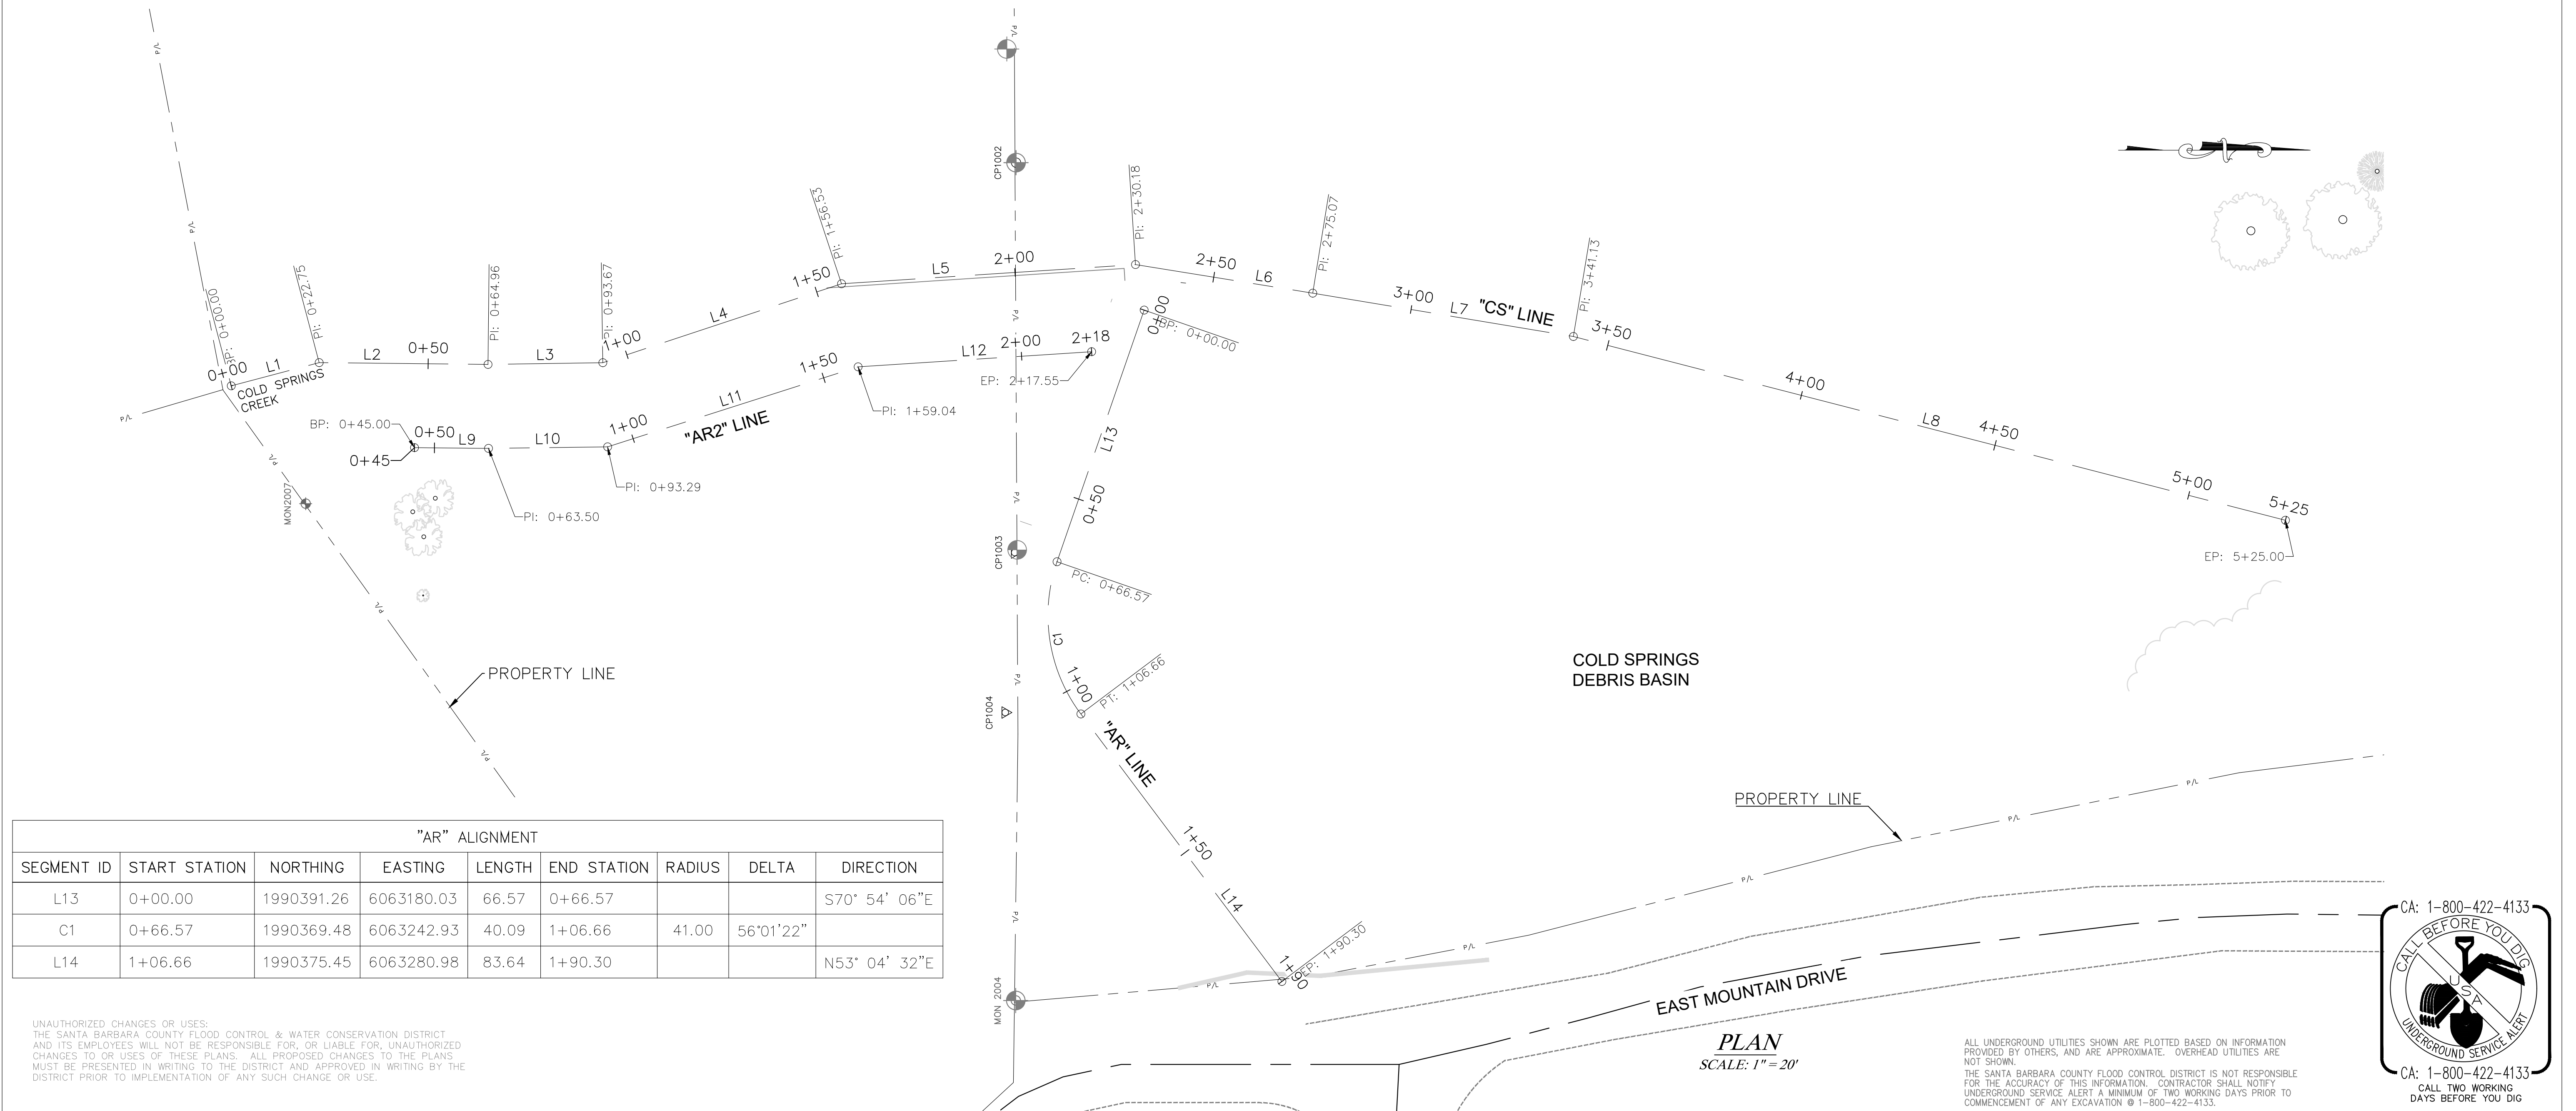 P/L
P/L
CP1002
P/L
PI: 1+56.53
PI: 2+30.18
PI: 2+75.07
PI: 3+41.13
BP: 0+00.00
PI: 0+22.75
PI: 0+64.96
PI: 0+93.67
0+00
L1
L2
0+50
L3
1+00
L4
1+50
L5
2+00
2+50
L6
3+00
L7
"CS" LINE
3+50
4+00
L8
4+50
5+00
5+25
EP: 5+25.00
COLD SPRINGS
CREEK
P/L
P/L
P/L
0+00
BP: 0+00.00
BP: 0+45.00
0+50
L9
0+45
L10
1+00
L11
"AR2" LINE
1+50
L12
2+00
2+18
EP: 2+17.55
PI: 1+59.04
PI: 0+93.29
PI: 0+63.50
MON2007
P/L
P/L
PROPERTY LINE
P/L
L13
0+50
CP1003
PC: 0+66.57
C1
1+00
PT: 1+06.66
CP1004
P/L
"AR" LINE
1+50
L14
1+90
EP: 1+90.30
P/L
MON 2004
P/L
P/L
P/L
P/L
P/L
COLD SPRINGS
DEBRIS BASIN
PROPERTY LINE
EAST MOUNTAIN DRIVE
"AR" ALIGNMENT
SEGMENT ID START STATION NORTHING EASTING LENGTH END STATION RADIUS DELTA DIRECTION
L13 0+00.00 1990391.26 6063180.03 66.57 0+66.57 S70° 54' 06"E
C1 0+66.57 1990369.48 6063242.93 40.09 1+06.66 41.00 56°01'22"
L14 1+06.66 1990375.45 6063280.98 83.64 1+90.30 N53° 04' 32"E
UNAUTHORIZED CHANGES OR USES:
THE SANTA BARBARA COUNTY FLOOD CONTROL & WATER CONSERVATION DISTRICT
AND ITS EMPLOYEES WILL NOT BE RESPONSIBLE FOR, OR LIABLE FOR, UNAUTHORIZED
CHANGES TO OR USES OF THESE PLANS. ALL PROPOSED CHANGES TO THE PLANS
MUST BE PRESENTED IN WRITING TO THE DISTRICT AND APPROVED IN WRITING BY THE
DISTRICT PRIOR TO IMPLEMENTATION OF ANY SUCH CHANGE OR USE.
PLAN
SCALE: 1" = 20'
ALL UNDERGROUND UTILITIES SHOWN ARE PLOTTED BASED ON INFORMATION
PROVIDED BY OTHERS, AND ARE APPROXIMATE. OVERHEAD UTILITIES ARE
NOT SHOWN.
THE SANTA BARBARA COUNTY FLOOD CONTROL DISTRICT IS NOT RESPONSIBLE
FOR THE ACCURACY OF THIS INFORMATION. CONTRACTOR SHALL NOTIFY
UNDERGROUND SERVICE ALERT A MINIMUM OF TWO WORKING DAYS PRIOR TO
COMMENCEMENT OF ANY EXCAVATION @ 1-800-422-4133.
CA: 1-800-422-4133
CALL BEFORE YOU DIG
USA
UNDERGROUND SERVICE ALERT
CA: 1-800-422-4133
CALL TWO WORKING
DAYS BEFORE YOU DIG